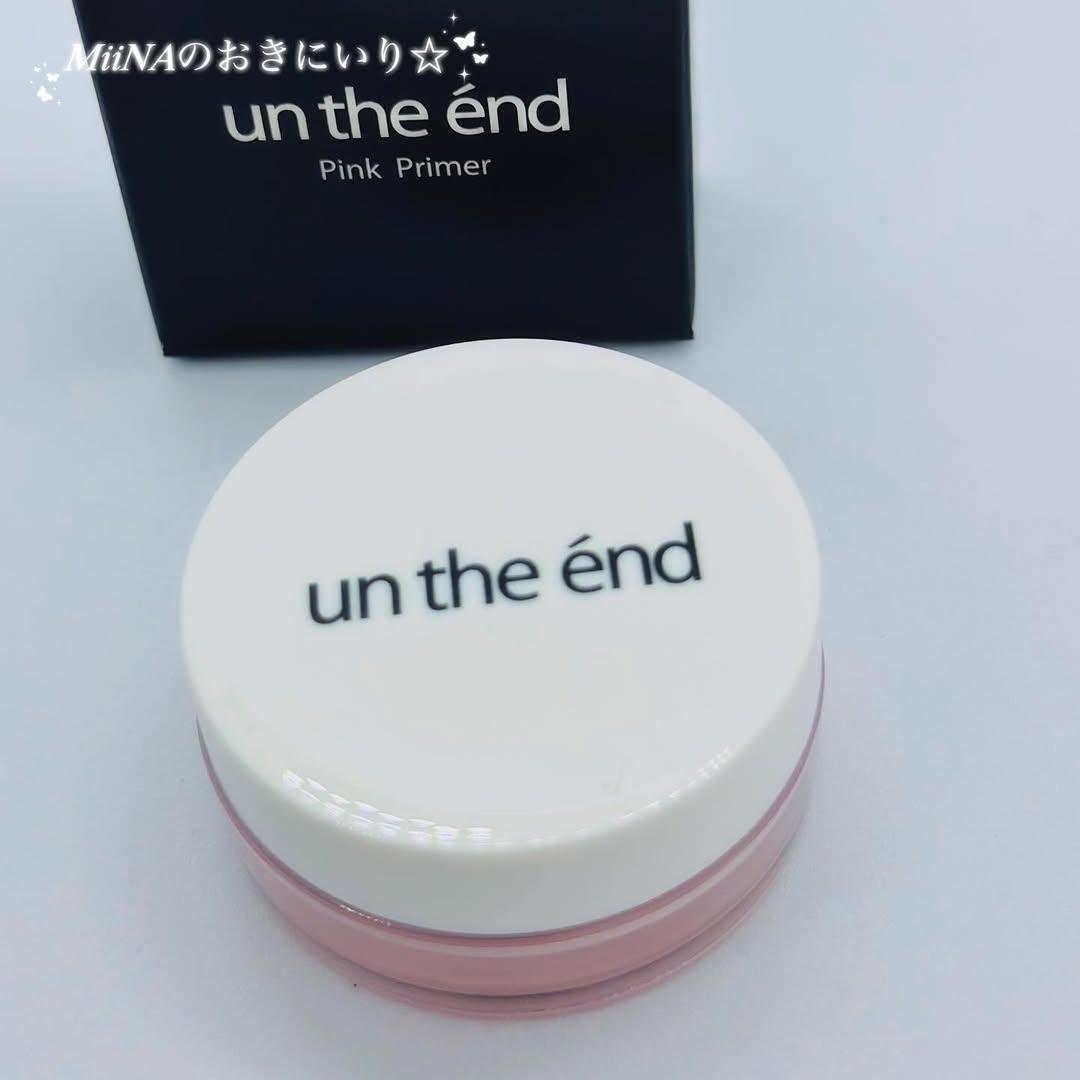 MiiNAのおきにいり☆
un the énd
Pink Primer
un the énd